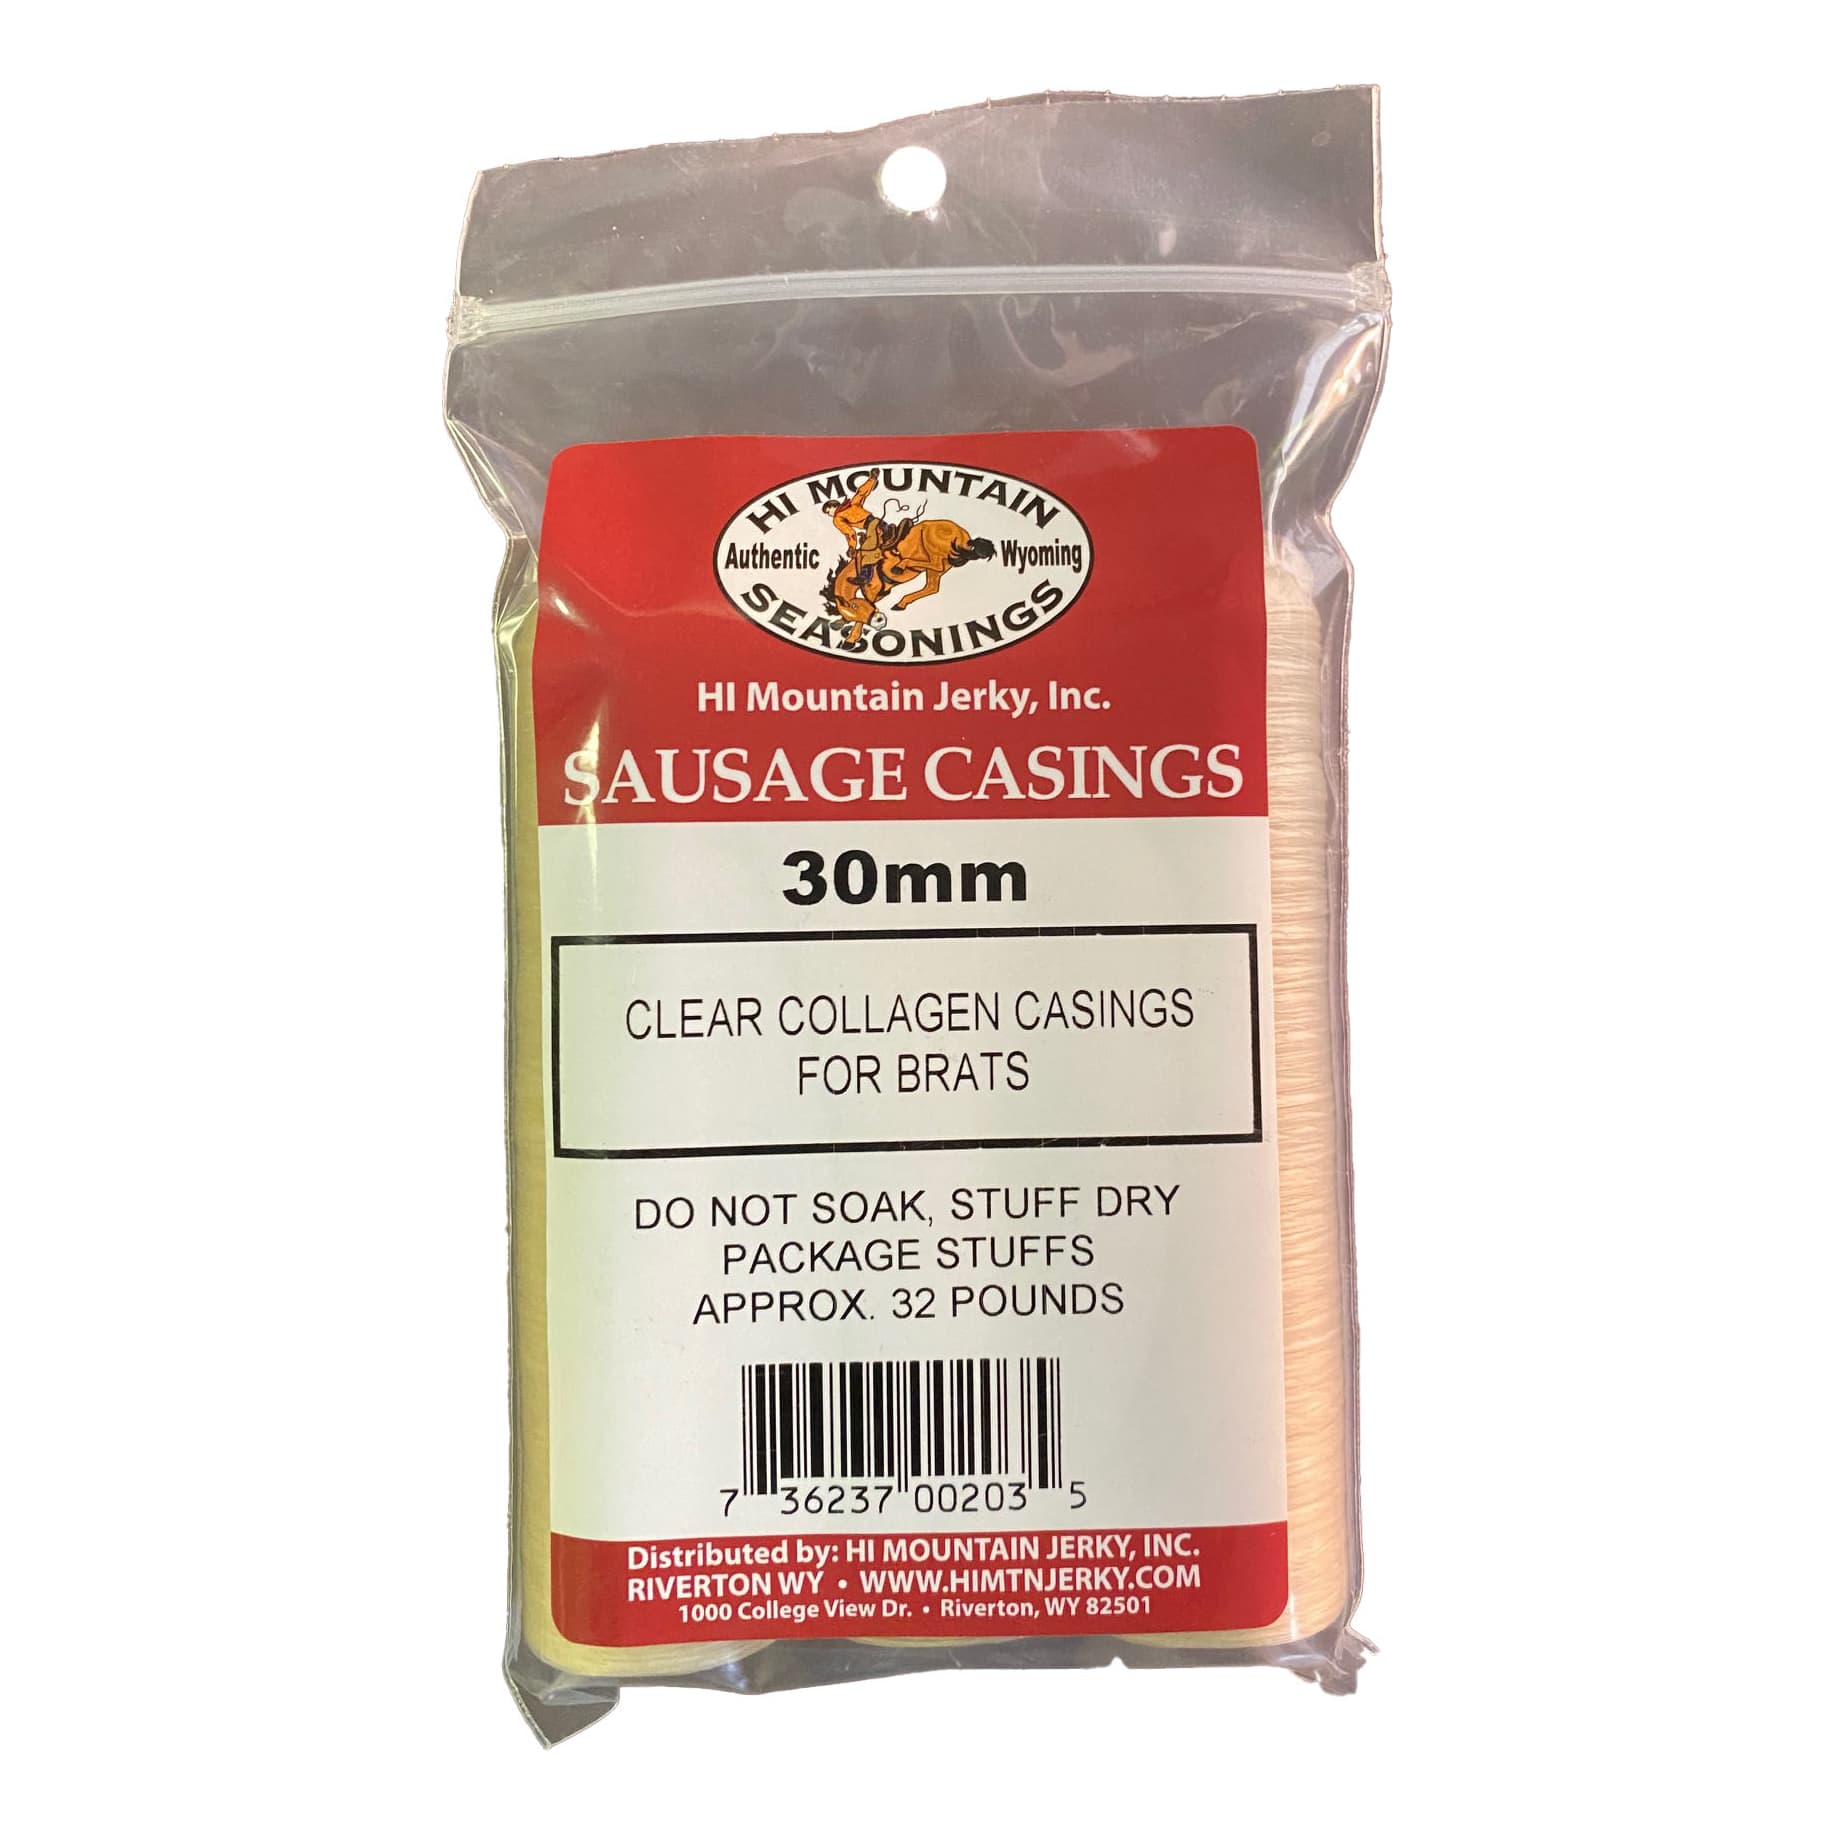 HI MOUNTAIN
Authentic Wyoming
SEASONINGS
HI Mountain Jerky, Inc.
SAUSAGE CASINGS
30mm
CLEAR COLLAGEN CASINGS
FOR BRATS
DO NOT SOAK, STUFF DRY
PACKAGE STUFFS
APPROX. 32 POUNDS
7 36237 00203 5
Distributed by: HI MOUNTAIN JERKY, INC.
RIVERTON WY • WWW.HIMTNJERKY.COM
1000 College View Dr. • Riverton, WY 82501